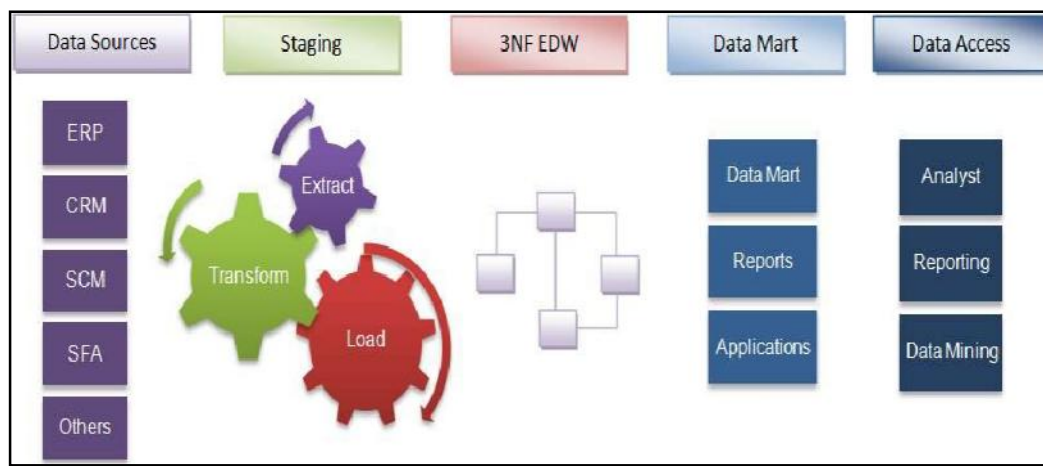 Data Sources
Staging
3NF EDW
Data Mart
Data Access
ERP
CRM
SCM
SFA
Others
Extract
Transform
Load
Data Mart
Reports
Applications
Analyst
Reporting
Data Mining